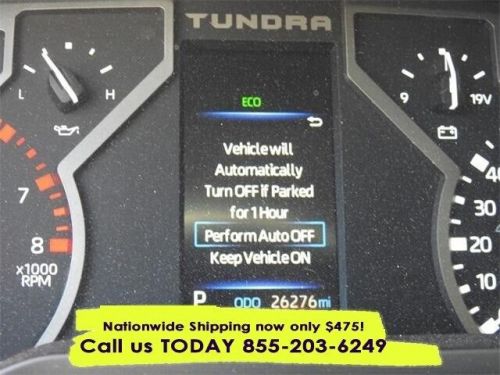 TUNDRA
L H
9 19V
ECO
Vehicle will
Automatically
Turn OFF if Parked
for 1 Hour
Perform Auto OFF
Keep Vehicle ON
7
8
x1000
RPM
40
20
P ODO 26276 mi
Nationwide Shipping now only $475!
Call us TODAY 855-203-6249